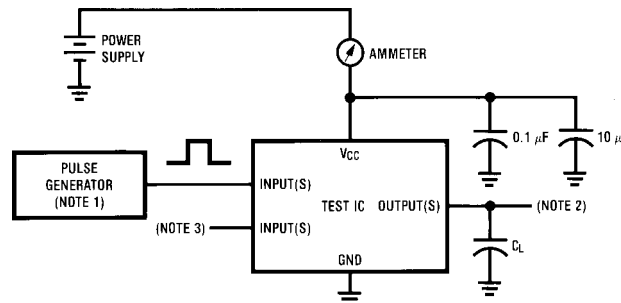 POWER
SUPPLY
AMMETER
0.1 μF
10 μ
VCC
PULSE
GENERATOR
(NOTE 1)
INPUT(S)
TEST IC OUTPUT(S)
(NOTE 2)
(NOTE 3)
INPUT(S)
CL
GND